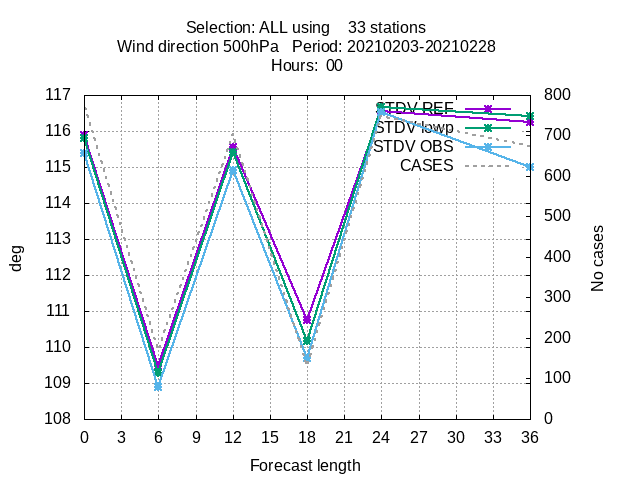 Selection: ALL using    33 stations
Wind direction 500hPa   Period: 20210203-20210228
Hours:  00
117 800
STDV REF
116 700
STDV lowp
STDV OBS
115 600
CASES
114 500
113
112 400
deg
No cases
111 300
110 200
109 100
108 0
0 3 6 9 12 15 18 21 24 27 30 33 36
Forecast length